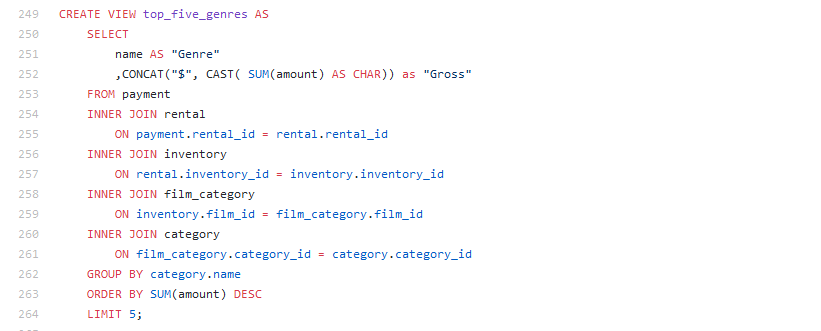 249 CREATE VIEW top_five_genres AS
250 SELECT
251 name AS "Genre"
252 ,CONCAT("$", CAST( SUM(amount) AS CHAR)) as "Gross"
253 FROM payment
254 INNER JOIN rental
255 ON payment.rental_id = rental.rental_id
256 INNER JOIN inventory
257 ON rental.inventory_id = inventory.inventory_id
258 INNER JOIN film_category
259 ON inventory.film_id = film_category.film_id
260 INNER JOIN category
261 ON film_category.category_id = category.category_id
262 GROUP BY category.name
263 ORDER BY SUM(amount) DESC
264 LIMIT 5;